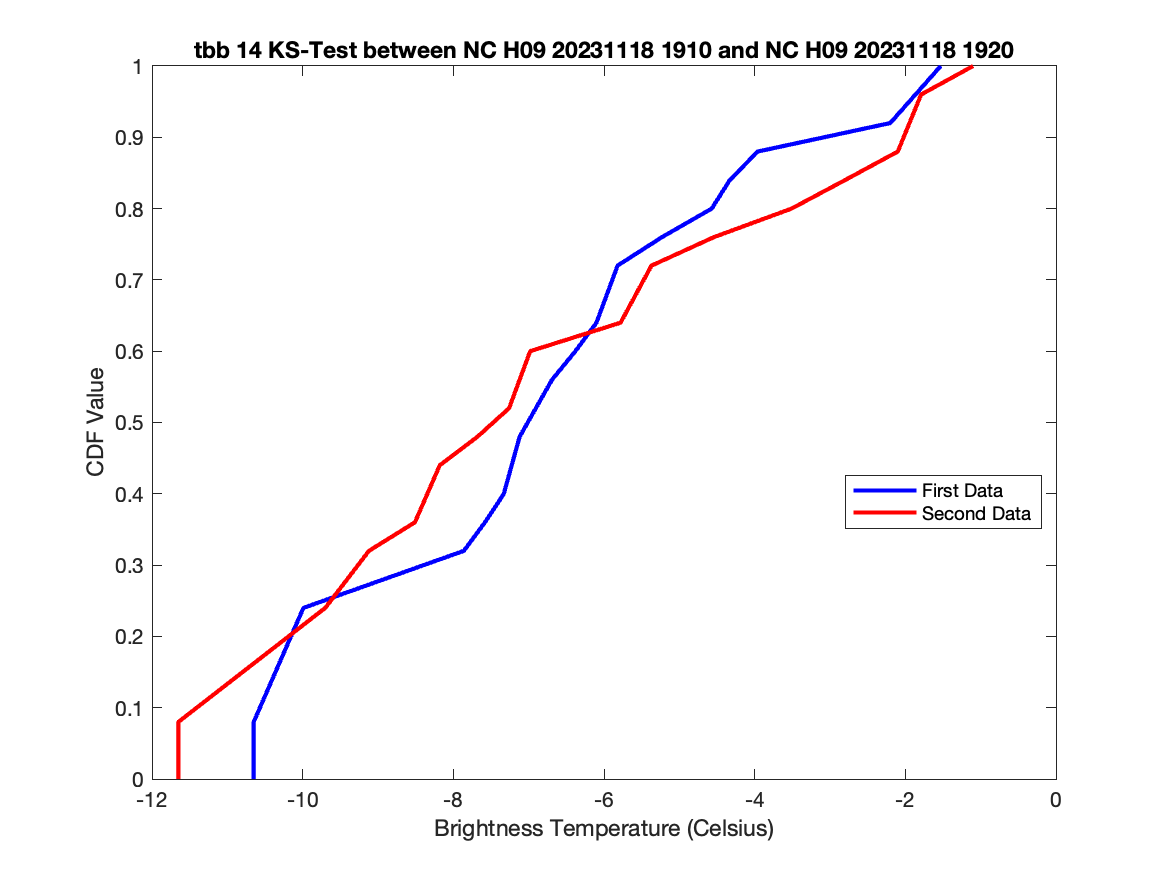 tbb 14 KS-Test between NC H09 20231118 1910 and NC H09 20231118 1920
1
0.9
0.8
0.7
0.6
0.5
0.4
0.3
0.2
0.1
0
CDF Value
First Data
Second Data
-12 -10 -8 -6 -4 -2 0
Brightness Temperature (Celsius)